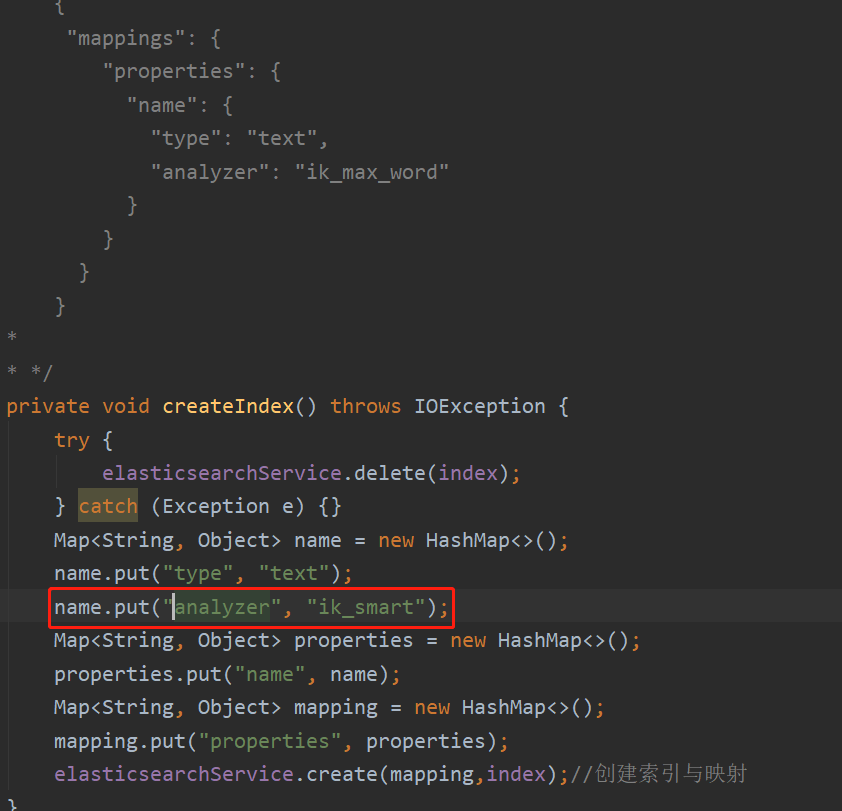 {
"mappings": {
"properties": {
"name": {
"type": "text",
"analyzer": "ik_max_word"
}
}
}
}
*
* */
private void createIndex() throws IOException {
try {
elasticsearchService.delete(index);
} catch (Exception e) {}
Map<String, Object> name = new HashMap<>();
name.put("type", "text");
name.put("analyzer", "ik_smart");
Map<String, Object> properties = new HashMap<>();
properties.put("name", name);
Map<String, Object> mapping = new HashMap<>();
mapping.put("properties", properties);
elasticsearchService.create(mapping,index);//创建索引与映射
}